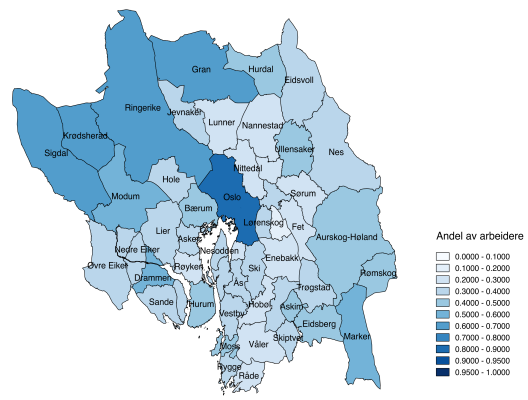 Gran
Hurdal
Eidsvoll
Ringerike
Jevnaker
Lunner
Nannestad
Krødsherad
Ullensaker
Nes
Sigdal
Nittedal
Hole
Modum
Oslo
Sørum
Bærum
Lørenskog
Fet
Lier
Asker
Aurskog-Høland
Nedre Eiker
Nesodden
Enebakk
Øvre Eiker
Røyken
Ski
Rømskog
Drammen
Ås
Trøgstad
Sande
Hurum
Hobøl
Askim
Vestby
Eidsberg
Skiptvet
Marker
Moss
Våler
Rygge
Råde
Andel av arbeidere
0.0000 - 0.1000
0.1000 - 0.2000
0.2000 - 0.3000
0.3000 - 0.4000
0.4000 - 0.5000
0.5000 - 0.6000
0.6000 - 0.7000
0.7000 - 0.8000
0.8000 - 0.9000
0.9000 - 0.9500
0.9500 - 1.0000